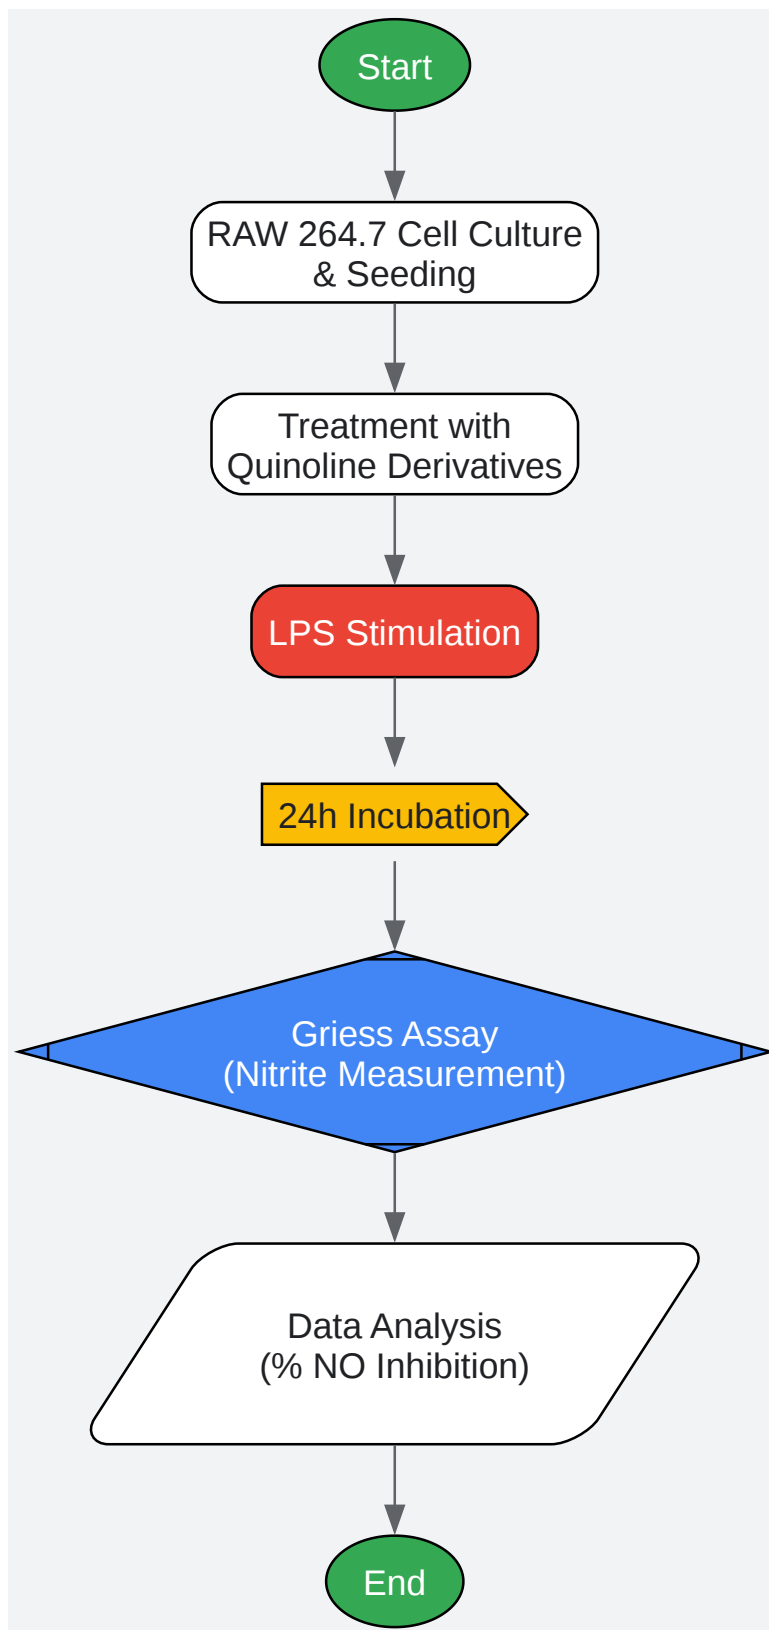 Start
RAW 264.7 Cell Culture
& Seeding
Treatment with
Quinoline Derivatives
LPS Stimulation
24h Incubation
Griess Assay
(Nitrite Measurement)
Data Analysis
(% NO Inhibition)
End